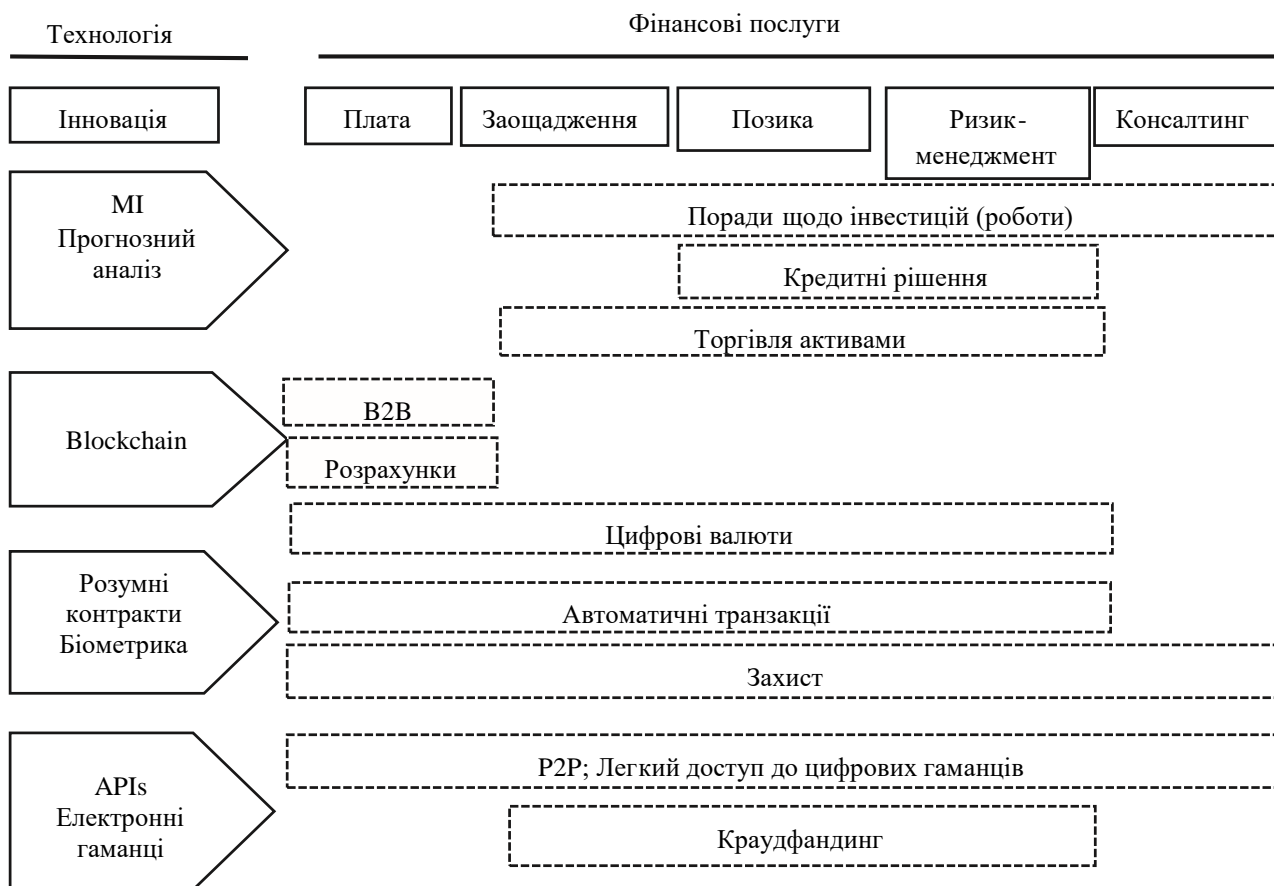 Технологія
Фінансові послуги
Інновація
Плата
Заощадження
Позика
Ризик-
менеджмент
Консалтинг
МІ
Прогнозний
аналіз
Поради щодо інвестицій (роботи)
Кредитні рішення
Торгівля активами
Blockchain
B2B
Розрахунки
Цифрові валюти
Розумні
контракти
Біометрика
Автоматичні транзакції
Захист
APIs
Електронні
гаманці
P2P; Легкий доступ до цифрових гаманців
Краудфандинг